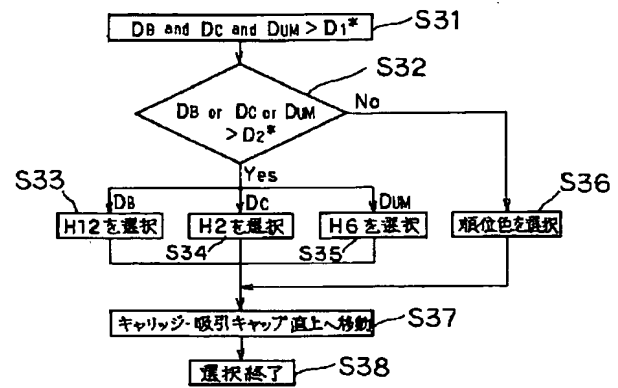 DB and DC and DUM > D1* S31
S32
DB or DC or DUM
> D2*
No
Yes
S33 DB DC DUM S36
H12を選択 H2を選択 H6を選択 順位色を選択
S34 S35
キャリッジ-吸引キャップ直上へ移動 S37
選択終了 S38